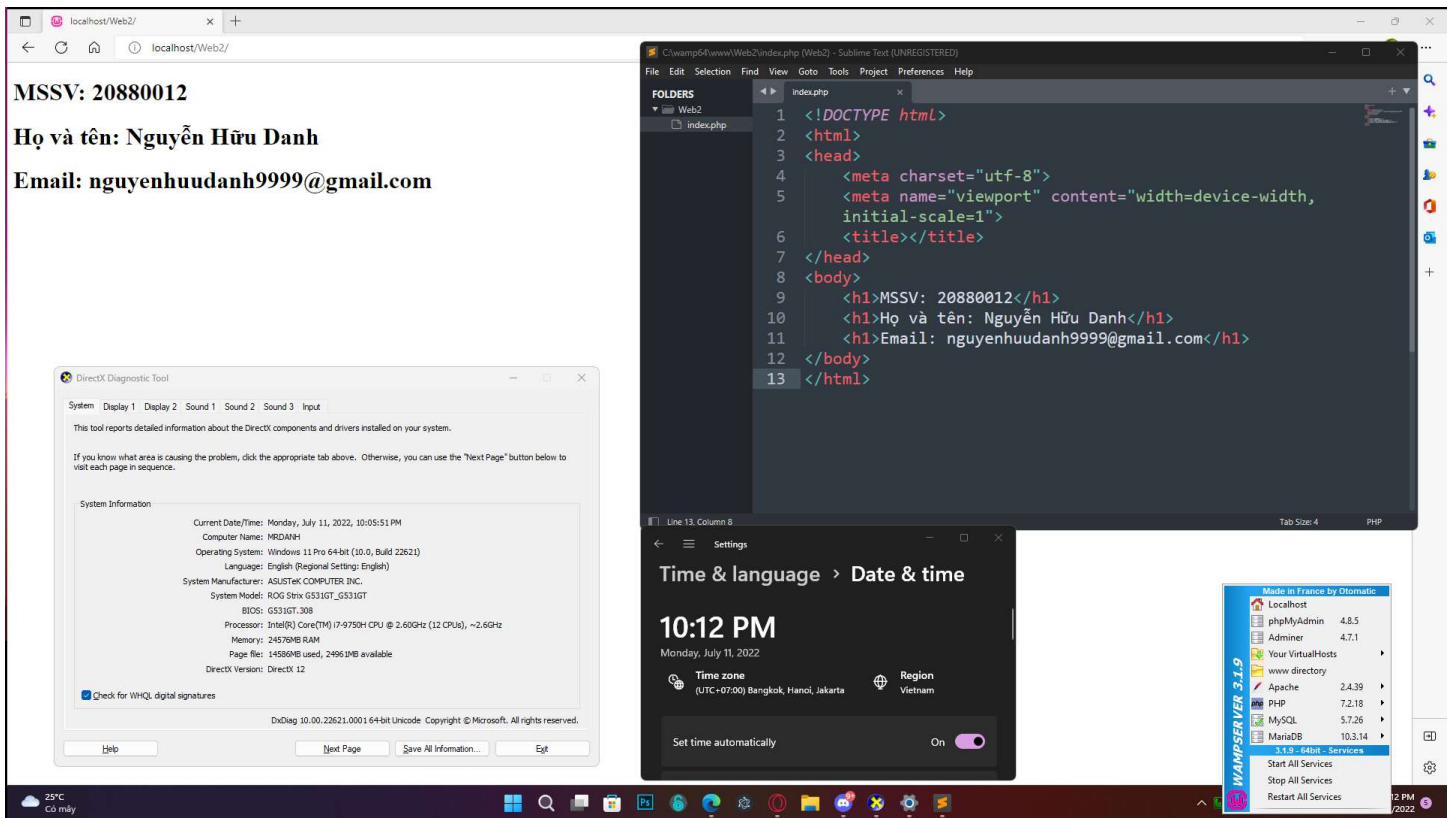 localhost/Web2/
localhost/Web2/
MSSV: 20880012
Họ và tên: Nguyễn Hữu Danh
Email: nguyenhuudanh9999@gmail.com
C:\wamp64\www\Web2\index.php (Web2) - Sublime Text (UNREGISTERED)
File Edit Selection Find View Goto Tools Project Preferences Help
FOLDERS
Web2
index.php
index.php
1 <!DOCTYPE html>
2 <html>
3 <head>
4 <meta charset="utf-8">
5 <meta name="viewport" content="width=device-width,
initial-scale=1">
6 <title></title>
7 </head>
8 <body>
9 <h1>MSSV: 20880012</h1>
10 <h1>Họ và tên: Nguyễn Hữu Danh</h1>
11 <h1>Email: nguyenhuudanh9999@gmail.com</h1>
12 </body>
13 </html>
Line 13, Column 8 Tab Size: 4 PHP
DirectX Diagnostic Tool
System Display 1 Display 2 Sound 1 Sound 2 Sound 3 Input
This tool reports detailed information about the DirectX components and drivers installed on your system.
If you know what area is causing the problem, click the appropriate tab above. Otherwise, you can use the "Next Page" button below to
visit each page in sequence.
System Information
Current Date/Time: Monday, July 11, 2022, 10:05:51 PM
Computer Name: MRDANH
Operating System: Windows 11 Pro 64-bit (10.0, Build 22621)
Language: English (Regional Setting: English)
System Manufacturer: ASUSTeK COMPUTER INC.
System Model: ROG Strix G531GT_G531GT
BIOS: G531GT.308
Processor: Intel(R) Core(TM) i7-9750H CPU @ 2.60GHz (12 CPUs), ~2.6GHz
Memory: 24576MB RAM
Page file: 14586MB used, 24961MB available
DirectX Version: DirectX 12
Check for WHQL digital signatures
DxDiag 10.00.22621.0001 64-bit Unicode Copyright © Microsoft. All rights reserved.
Help Next Page Save All Information... Exit
Settings
Time & language > Date & time
10:12 PM
Monday, July 11, 2022
Time zone
(UTC+07:00) Bangkok, Hanoi, Jakarta
Region
Vietnam
Set time automatically On
Made in France by Otomatic
WAMPSERVER 3.1.9
Localhost
phpMyAdmin 4.8.5
Adminer 4.7.1
Your VirtualHosts
www directory
Apache 2.4.39
PHP 7.2.18
MySQL 5.7.26
MariaDB 10.3.14
3.1.9 - 64bit - Services
Start All Services
Stop All Services
Restart All Services
25°C
Có mây
Ps
12 PM
/2022
5